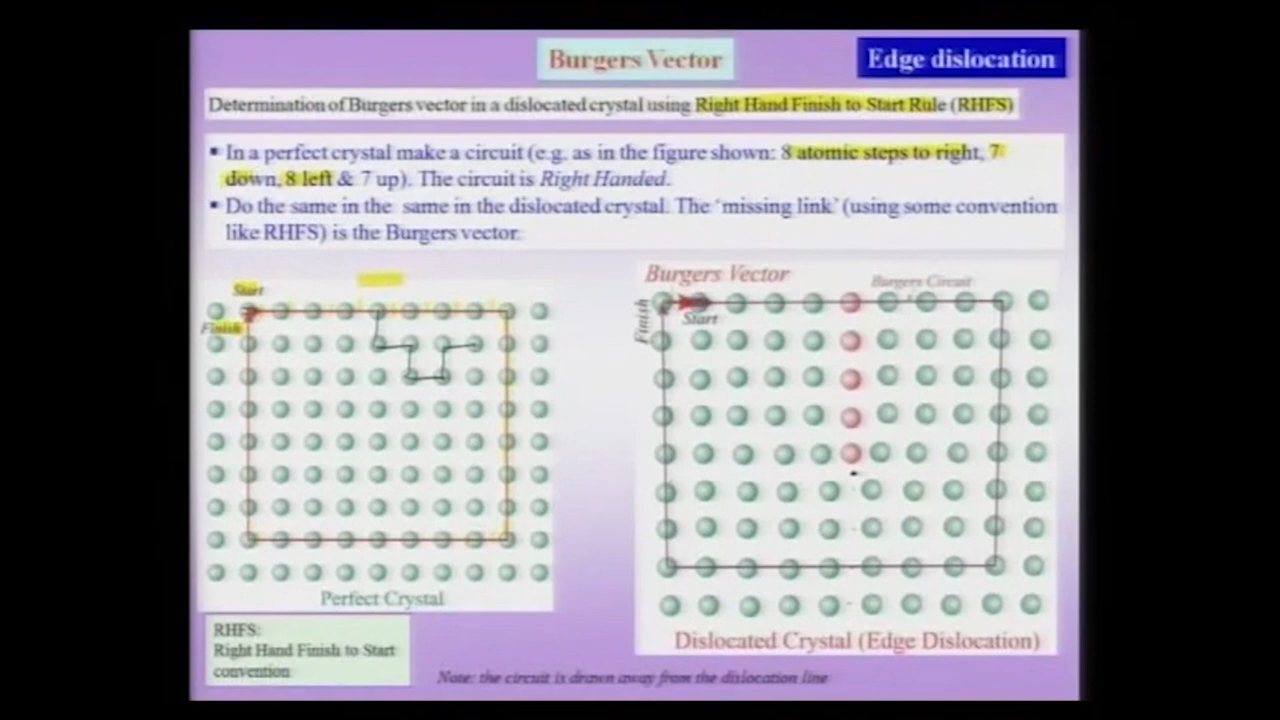 Burgers Vector
Edge dislocation
Determination of Burgers vector in a dislocated crystal using Right Hand Finish to Start Rule (RHFS)
▪ In a perfect crystal make a circuit (e.g. as in the figure shown: 8 atomic steps to right, 7
down, 8 left & 7 up). The circuit is Right Handed.
▪ Do the same in the same in the dislocated crystal. The ‘missing link’ (using some convention
like RHFS) is the Burgers vector.
Start
Finish
Perfect Crystal
RHFS:
Right Hand Finish to Start
convention
Burgers Vector
Burgers Circuit
Finish
Start
Dislocated Crystal (Edge Dislocation)
Note: the circuit is drawn away from the dislocation line